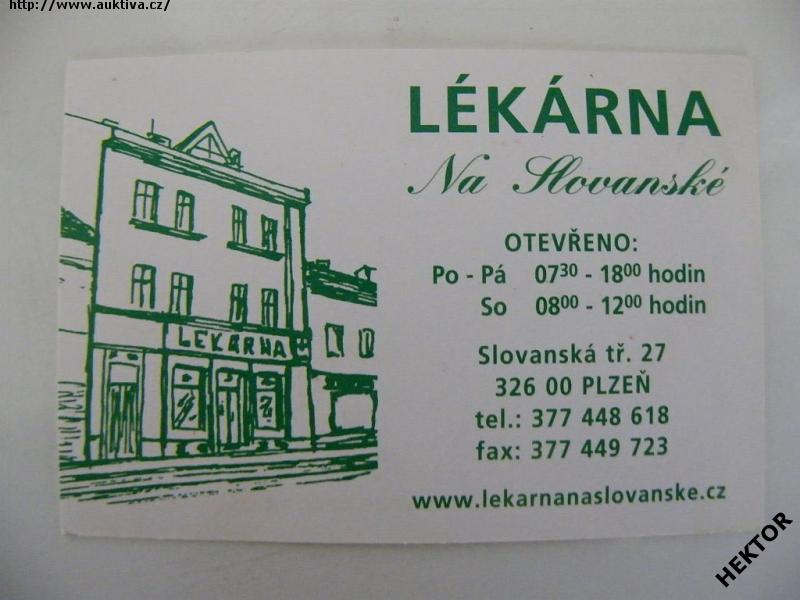 http://www.auktiva.cz/
LÉKÁRNA
Na Slovanské
OTEVŘENO:
Po - Pá 07³⁰ - 18⁰⁰ hodin
So 08⁰⁰ - 12⁰⁰ hodin
LEKARNA
Slovanská tř. 27
326 00 PLZEŇ
tel.: 377 448 618
fax: 377 449 723
www.lekarnanaslovanske.cz
HEKTOR